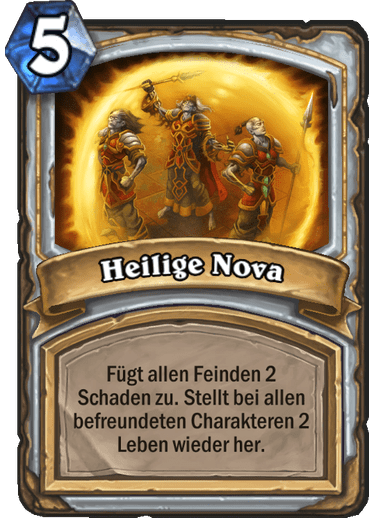 5
Heilige Nova
Fügt allen Feinden 2
Schaden zu. Stellt bei allen
befreundeten Charakteren 2
Leben wieder her.